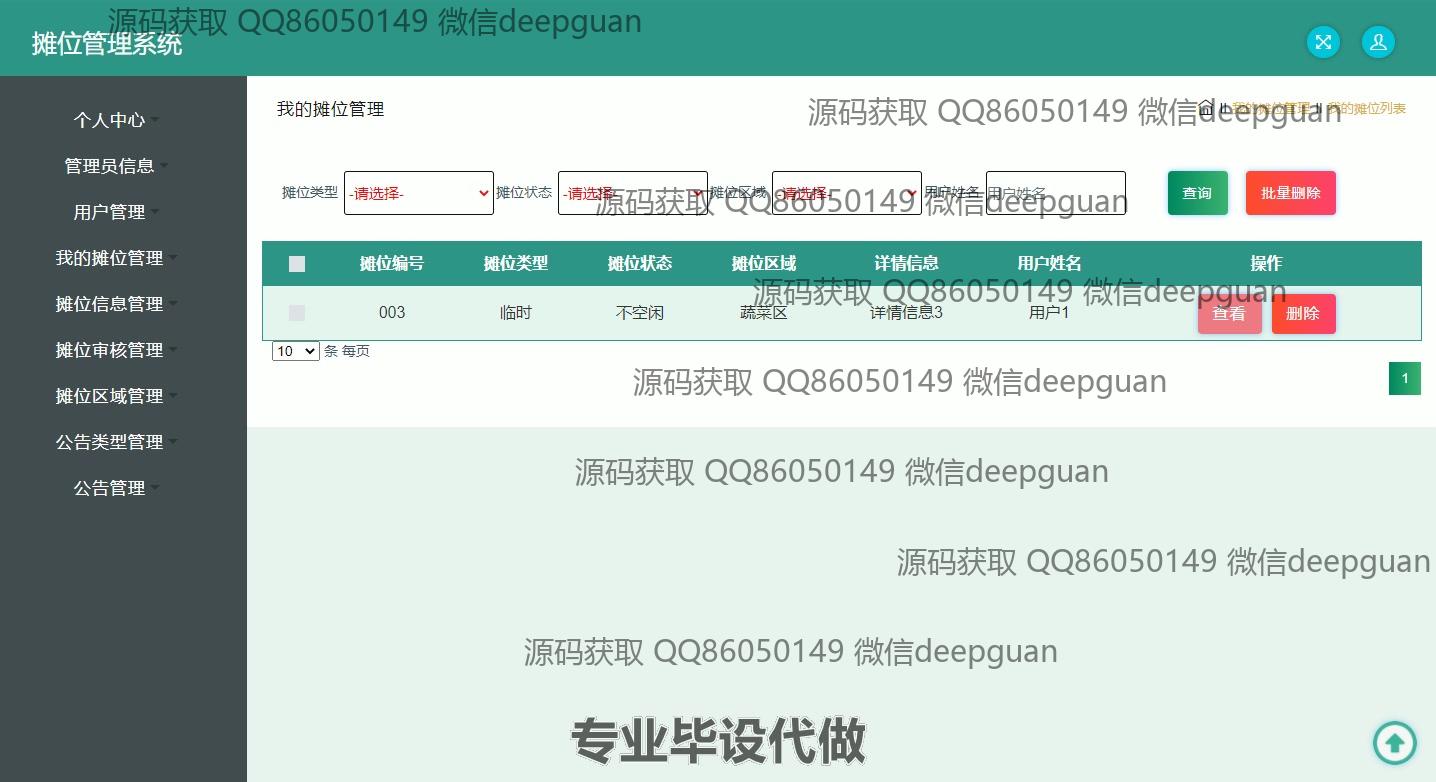 源码获取 QQ86050149 微信deepguan
摊位管理系统
个人中心
管理员信息
用户管理
我的摊位管理
摊位信息管理
摊位审核管理
摊位区域管理
公告类型管理
公告管理
我的摊位管理
我的摊位管理 我的摊位列表
源码获取 QQ86050149 微信deepguan
摊位类型 -请选择- 摊位状态 -请选择- 摊位区域 -请选择- 用户姓名 用户姓名 查询 批量删除
源码获取 QQ86050149 微信deepguan
摊位编号 摊位类型 摊位状态 摊位区域 详情信息 用户姓名 操作
源码获取 QQ86050149 微信deepguan
003 临时 不空闲 蔬菜区 详情信息3 用户1 查看 删除
10 条 每页
源码获取 QQ86050149 微信deepguan
1
源码获取 QQ86050149 微信deepguan
源码获取 QQ86050149 微信deepguan
源码获取 QQ86050149 微信deepguan
专业毕设代做